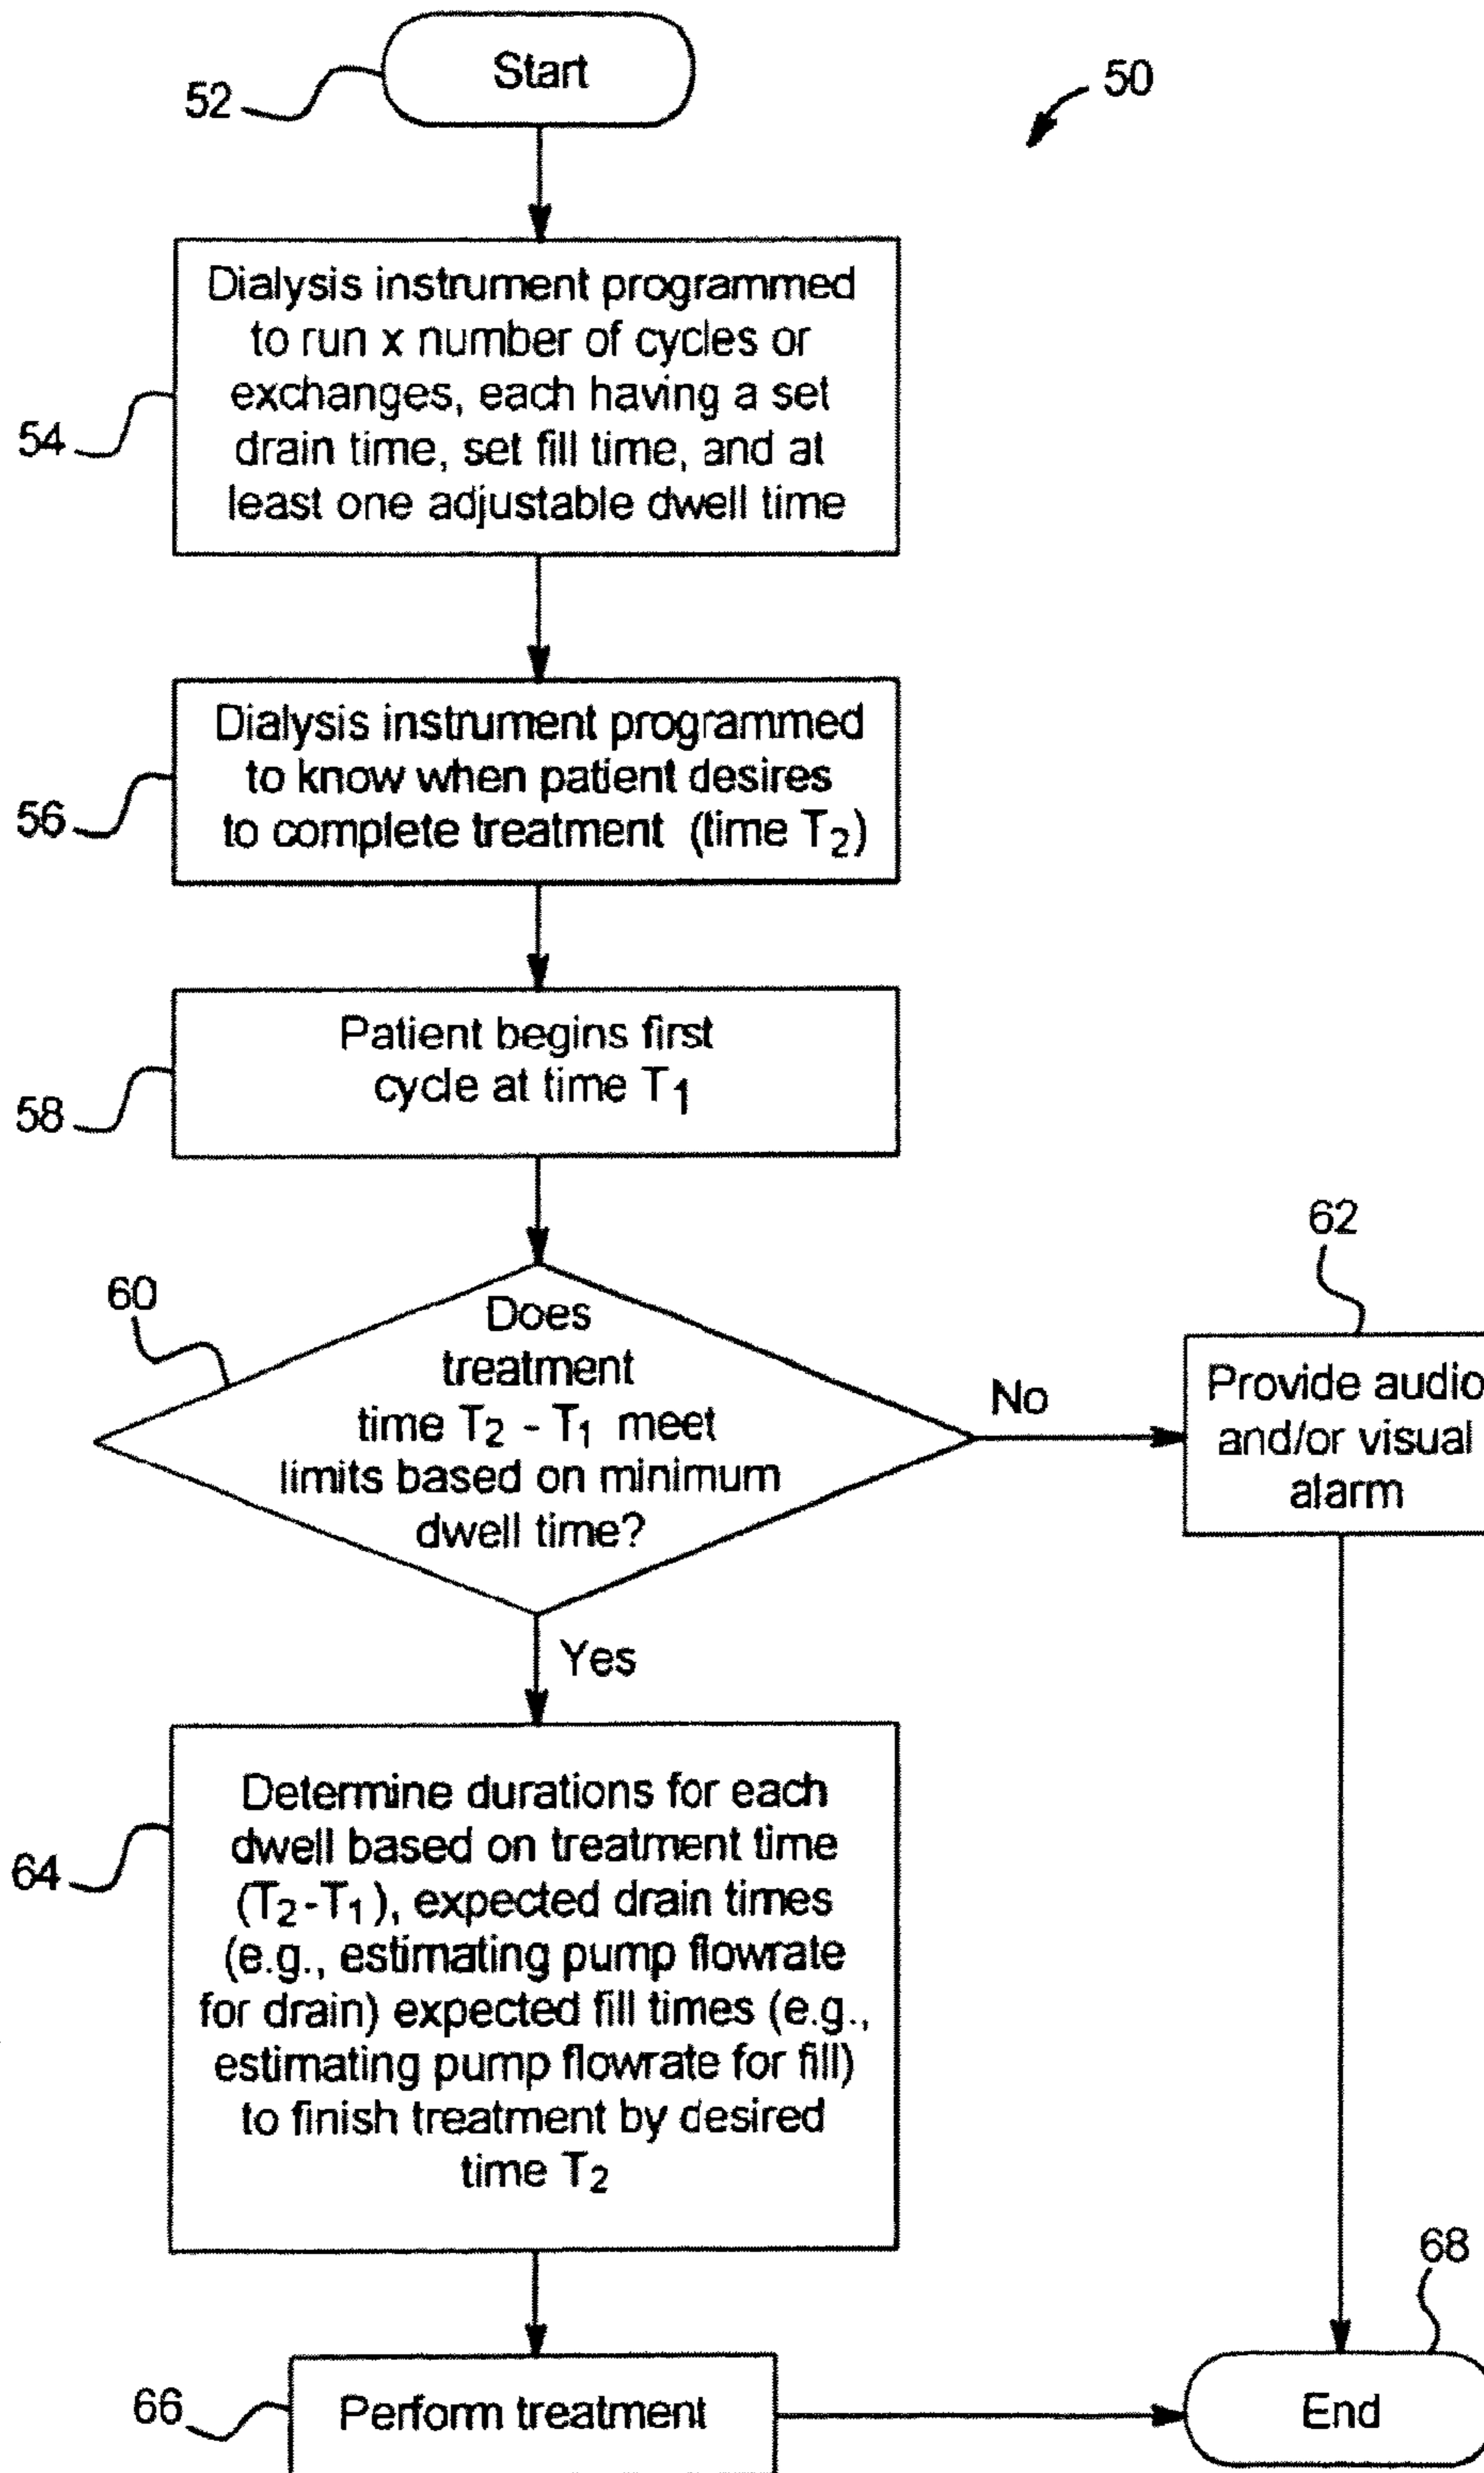 Start
52
50
Dialysis instrument programmed
to run x number of cycles or
exchanges, each having a set
drain time, set fill time, and at
least one adjustable dwell time
54
Dialysis instrument programmed
to know when patient desires
to complete treatment (time T₂)
56
Patient begins first
cycle at time T₁
58
60
Does
treatment
time T₂ - T₁ meet
limits based on minimum
dwell time?
No
62
Provide audio
and/or visual
alarm
Yes
Determine durations for each
dwell based on treatment time
(T₂-T₁), expected drain times
(e.g., estimating pump flowrate
for drain) expected fill times (e.g.,
estimating pump flowrate for fill)
to finish treatment by desired
time T₂
64
68
66
Perform treatment
End